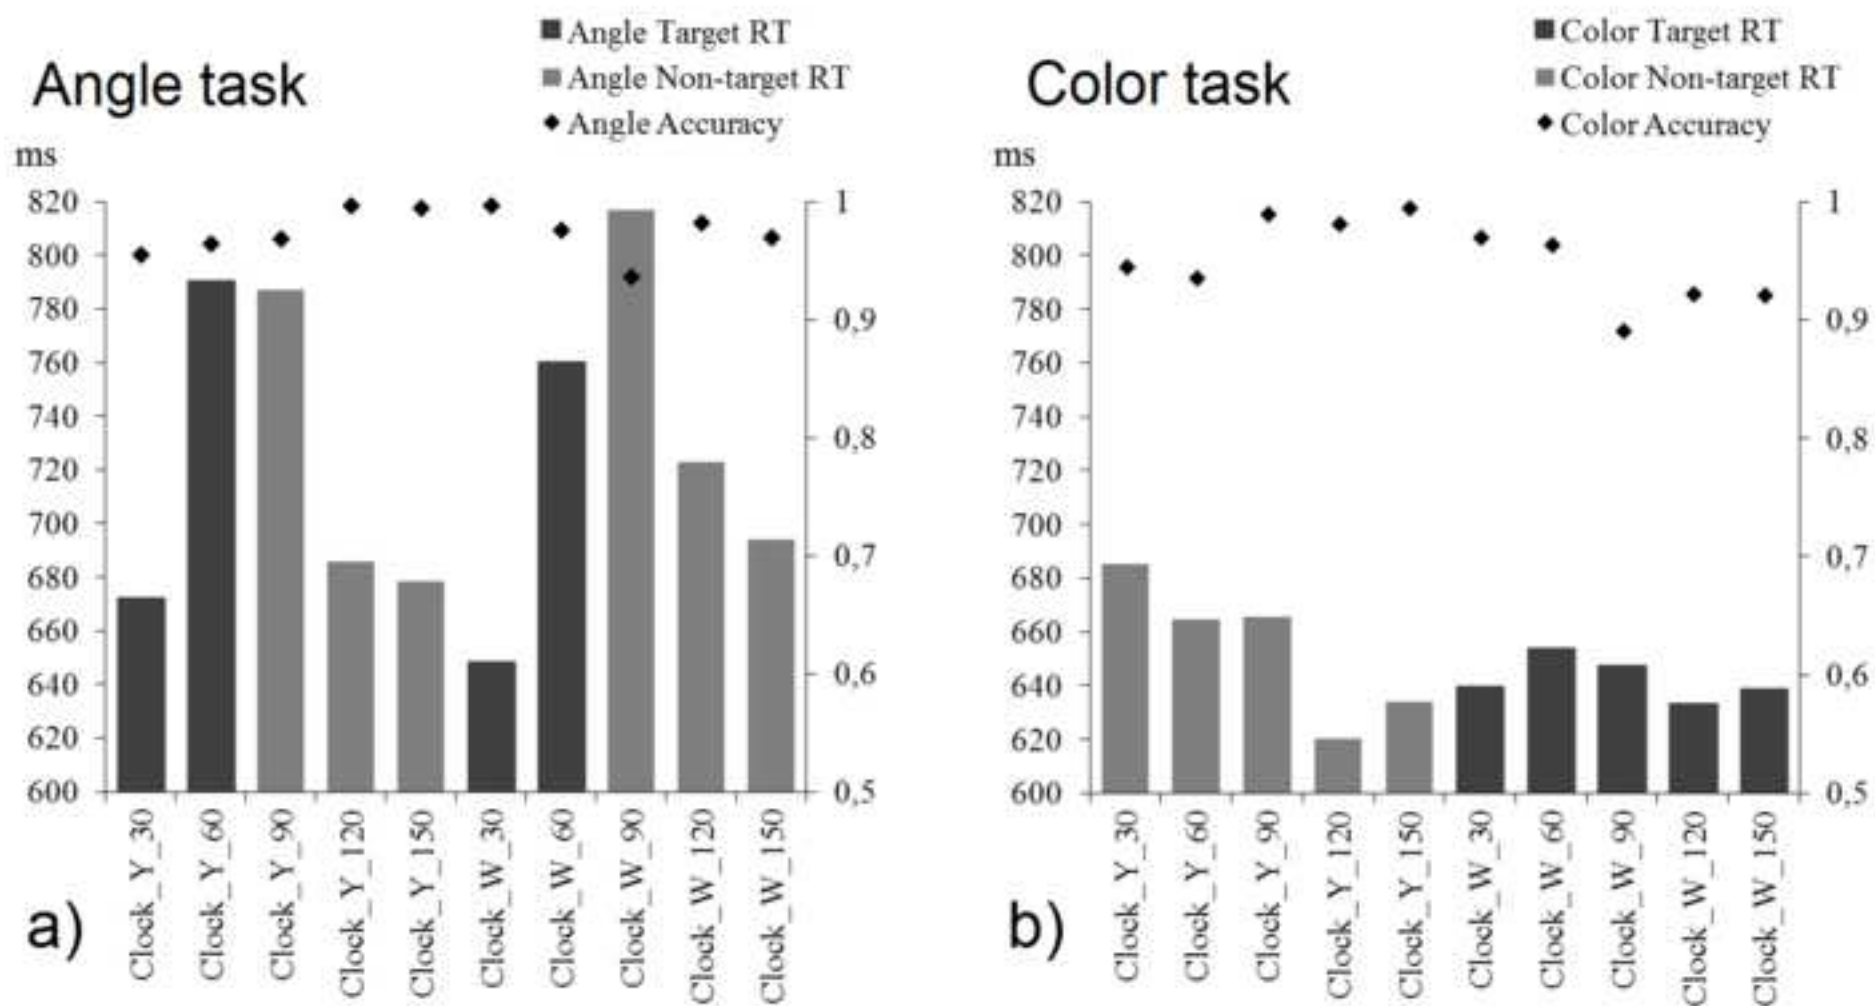 Angle task
Angle Target RT
Angle Non-target RT
Angle Accuracy
ms
820
800
780
760
740
720
700
680
660
640
620
600
1
0,9
0,8
0,7
0,6
0,5
Clock_Y_30
Clock_Y_60
Clock_Y_90
Clock_Y_120
Clock_Y_150
Clock_W_30
Clock_W_60
Clock_W_90
Clock_W_120
Clock_W_150
a)
Color task
Color Target RT
Color Non-target RT
Color Accuracy
ms
820
800
780
760
740
720
700
680
660
640
620
600
1
0,9
0,8
0,7
0,6
0,5
Clock_Y_30
Clock_Y_60
Clock_Y_90
Clock_Y_120
Clock_Y_150
Clock_W_30
Clock_W_60
Clock_W_90
Clock_W_120
Clock_W_150
b)